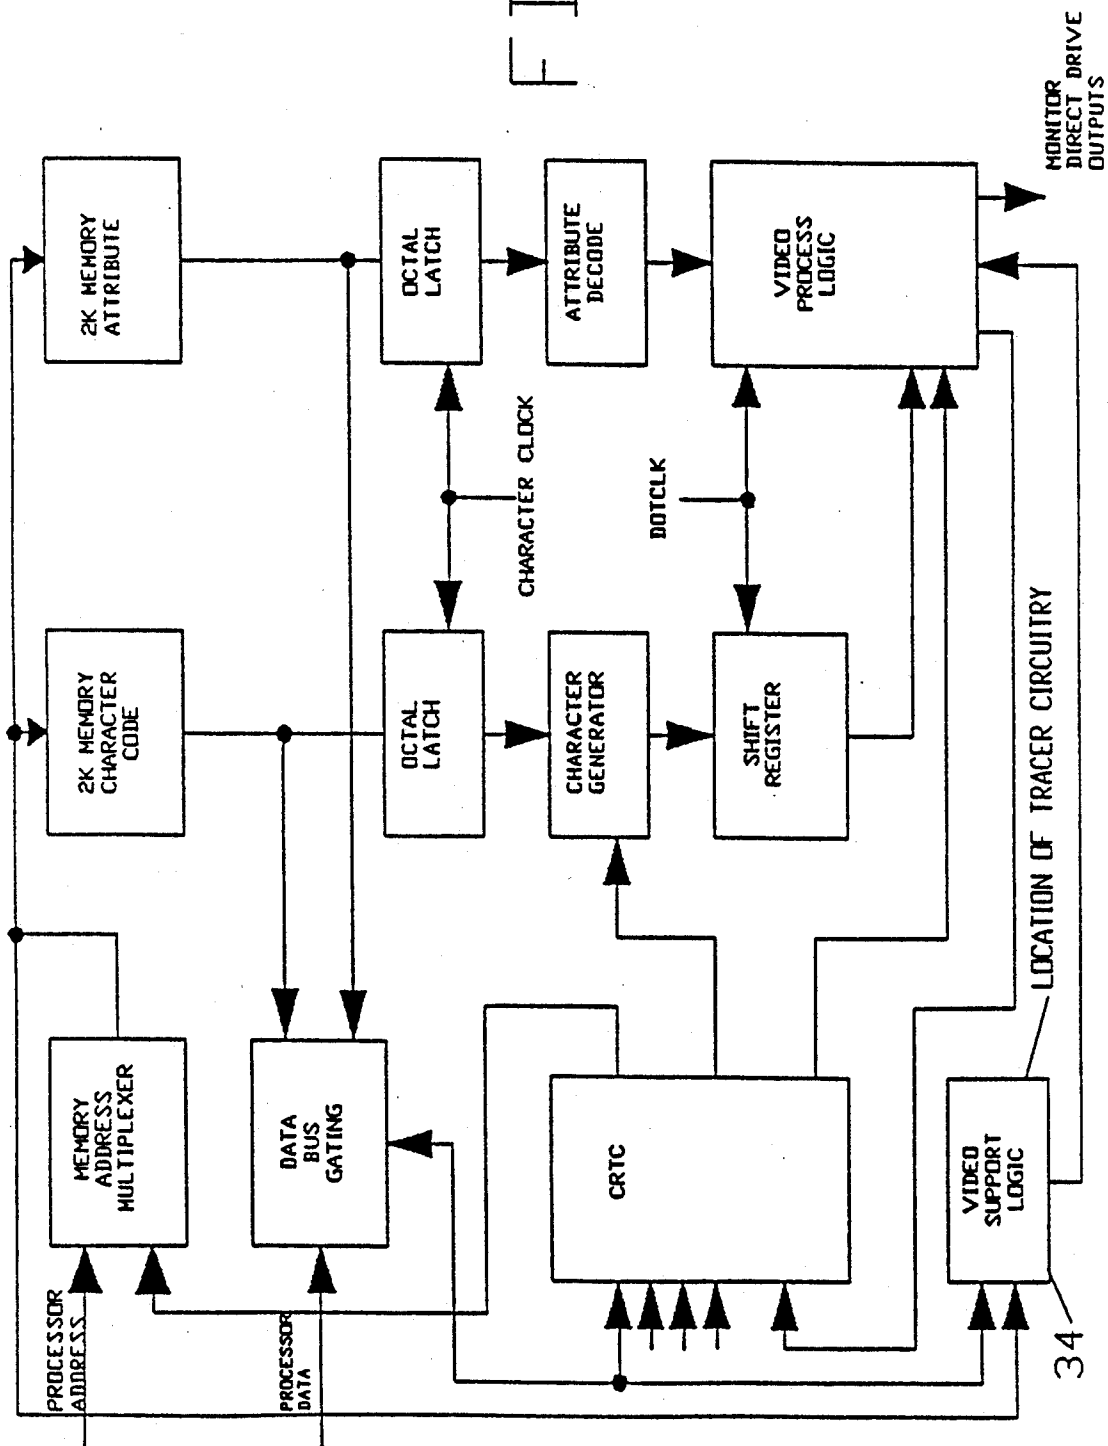 PROCESSOR
ADDRESS
PROCESSOR
DATA
MEMORY
ADDRESS
MULTIPLEXER
DATA
BUS
GATING
CRTC
VIDEO
SUPPORT
LOGIC
34
LOCATION OF TRACER CIRCUITRY
2K MEMORY
CHARACTER
CODE
OCTAL
LATCH
CHARACTER
GENERATOR
SHIFT
REGISTER
CHARACTER CLOCK
DOTCLK
2K MEMORY
ATTRIBUTE
OCTAL
LATCH
ATTRIBUTE
DECODE
VIDEO
PROCESS
LOGIC
MONITOR
DIRECT DRIVE
OUTPUTS